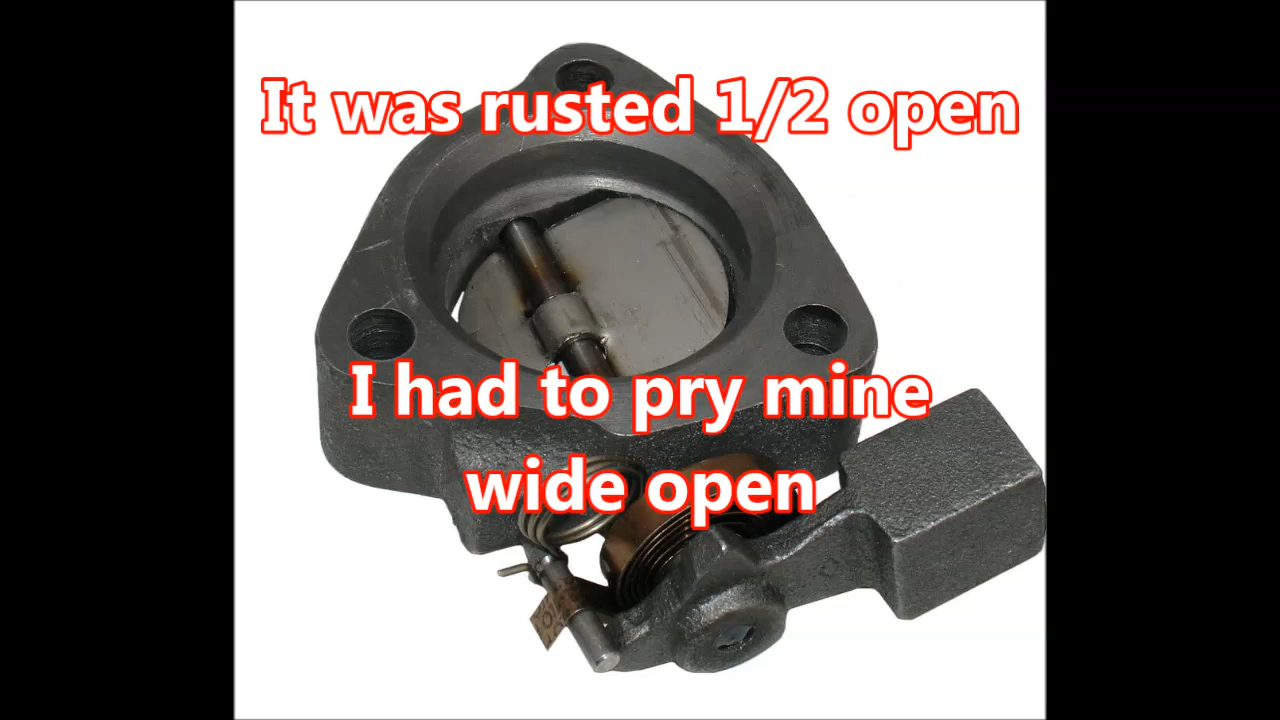 It was rusted 1/2 open
I had to pry mine
wide open